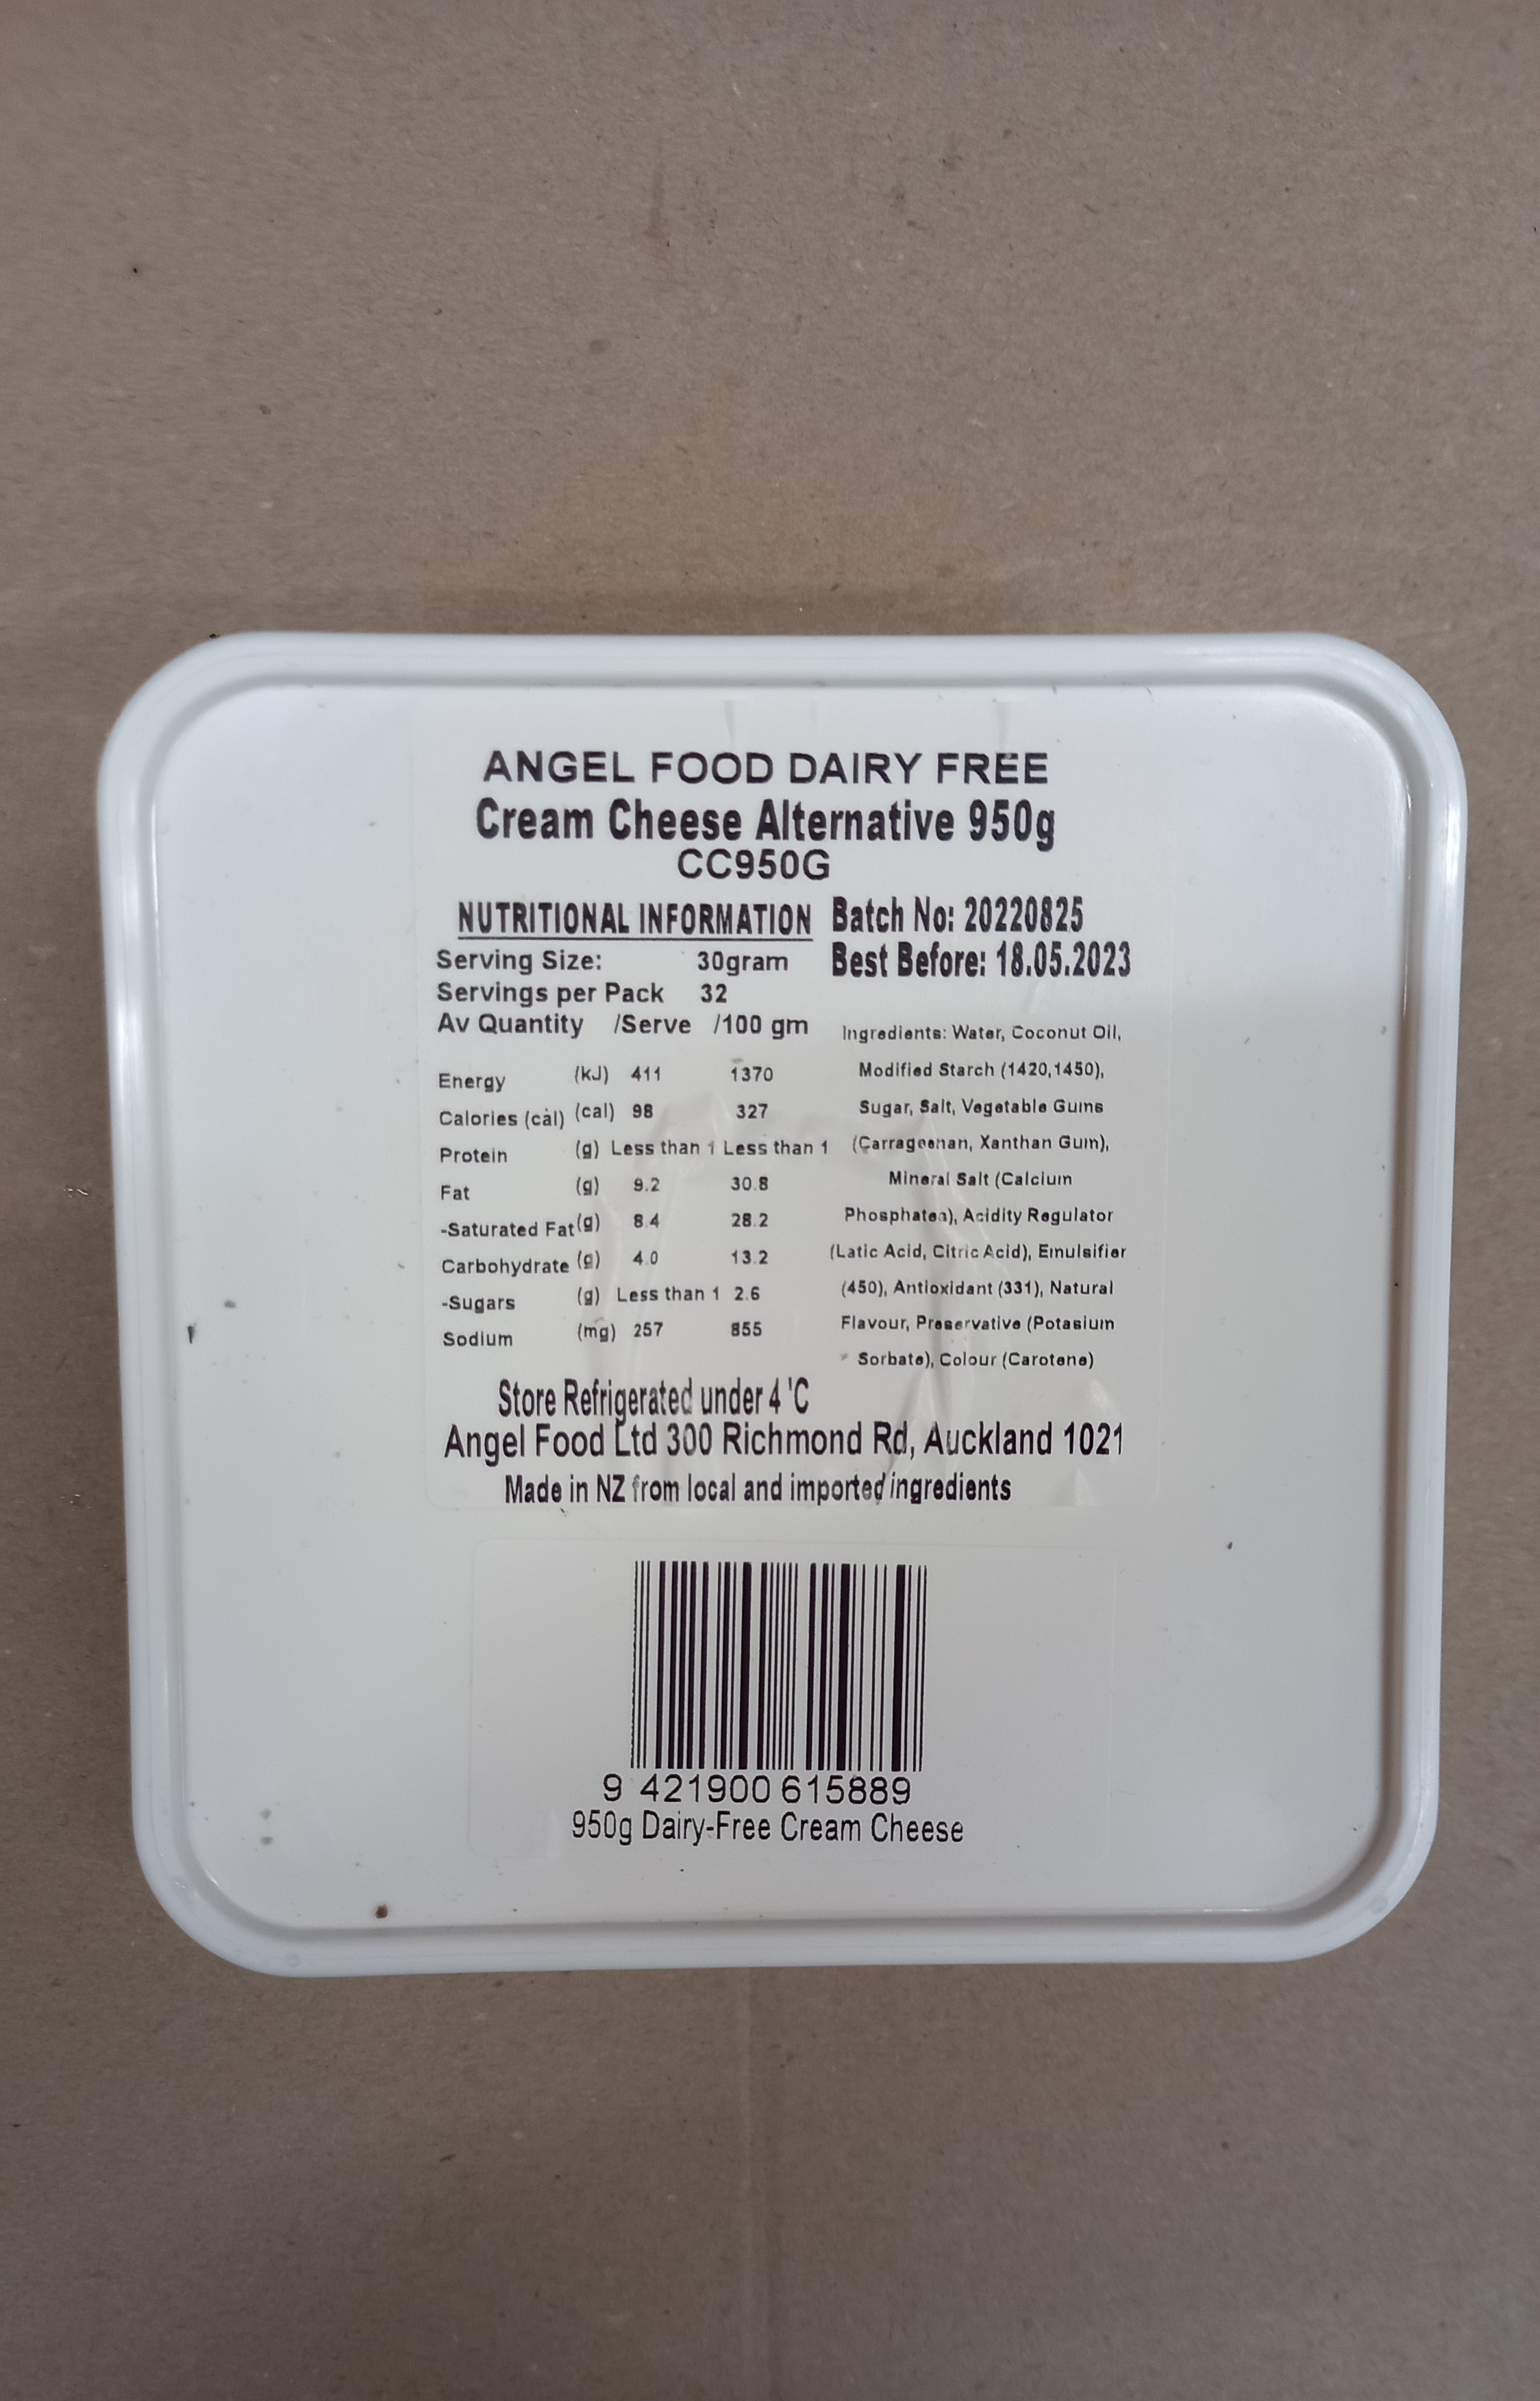 ANGEL FOOD DAIRY FREE
Cream Cheese Alternative 950g
CC950G
NUTRITIONAL INFORMATION
Serving Size: 30gram
Servings per Pack 32
Av Quantity /Serve /100 gm
Energy (kJ) 411 1370
Calories (cal) (cal) 98 327
Protein (g) Less than 1 Less than 1
Fat (g) 9.2 30.8
-Saturated Fat (g) 8.4 28.2
Carbohydrate (g) 4.0 13.2
-Sugars (g) Less than 1 2.6
Sodium (mg) 257 855
Batch No: 20220825
Best Before: 18.05.2023
Ingredients: Water, Coconut Oil,
Modified Starch (1420,1450),
Sugar, Salt, Vegetable Gums
(Carrageenan, Xanthan Gum),
Mineral Salt (Calcium
Phosphates), Acidity Regulator
(Latic Acid, Citric Acid), Emulsifier
(450), Antioxidant (331), Natural
Flavour, Preservative (Potasium
Sorbate), Colour (Carotene)
Store Refrigerated under 4 'C
Angel Food Ltd 300 Richmond Rd, Auckland 1021
Made in NZ from local and imported ingredients
9 421900 615889
950g Dairy-Free Cream Cheese